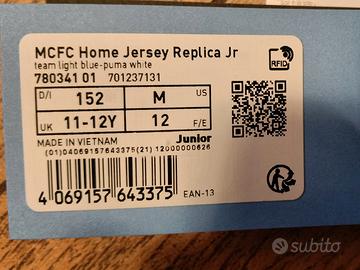 MCFC Home Jersey Replica Jr
RFID
team light blue-puma white
780341 01 701237131
D/I 152 M US
UK 11-12Y 12 F/E
MADE IN VIETNAM Junior
(01)04069157643375(21)12000000626
4 069157 643375 EAN-13
subito